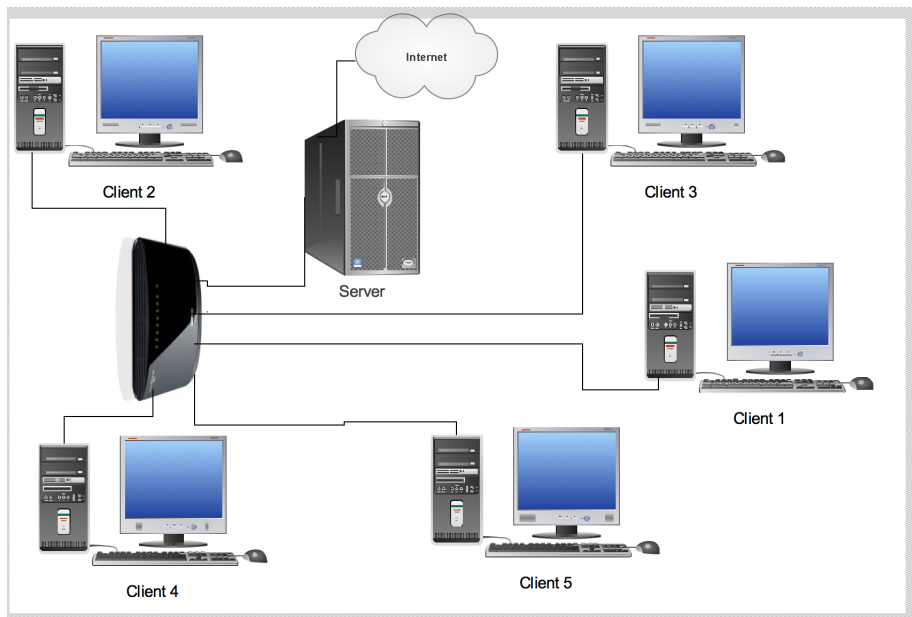 Internet
Client 2
Client 3
Server
Client 1
Client 4
Client 5